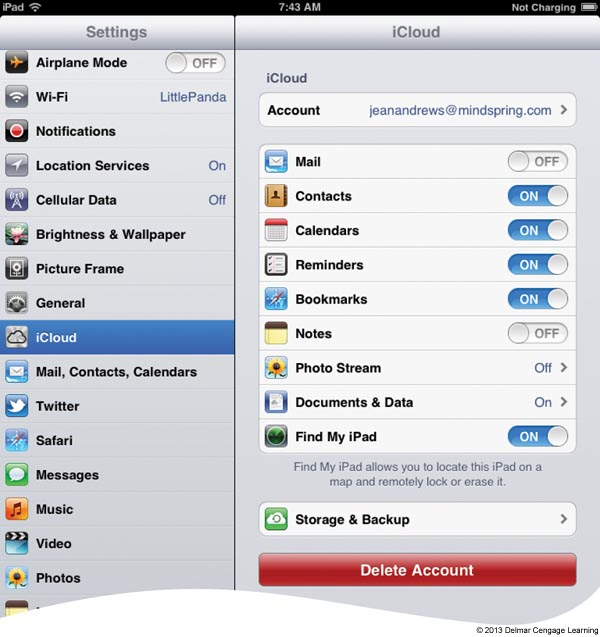 iPad 7:43 AM Not Charging
Settings
iCloud
Airplane Mode OFF
Wi-Fi LittlePanda
Notifications
Location Services On
Cellular Data Off
Brightness & Wallpaper
Picture Frame
General
iCloud
Mail, Contacts, Calendars
Twitter
Safari
Messages
Music
Video
Photos
iCloud
Account jeanandrews@mindspring.com
Mail OFF
Contacts ON
Calendars ON
Reminders ON
Bookmarks ON
Notes OFF
Photo Stream Off
Documents & Data On
Find My iPad ON
Find My iPad allows you to locate this iPad on a
map and remotely lock or erase it.
Storage & Backup
Delete Account
© 2013 Delmar Cengage Learning